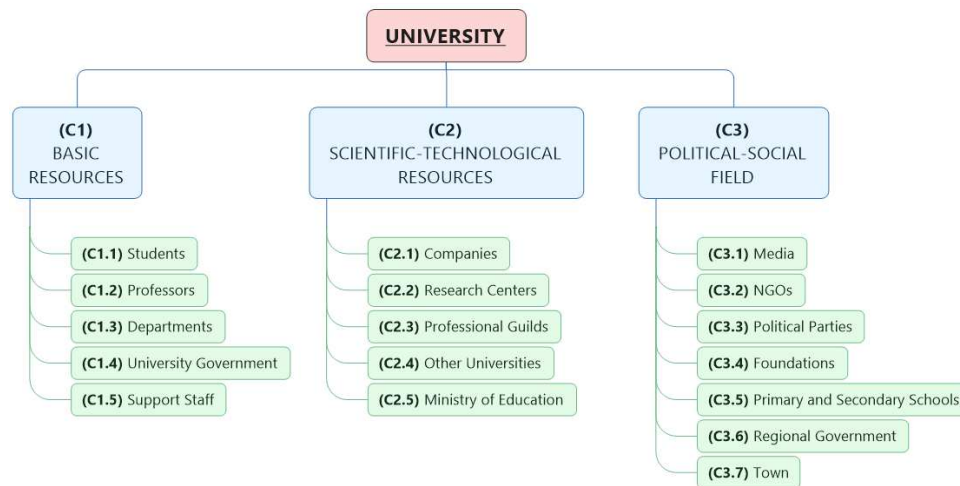 UNIVERSITY
(C1)
BASIC
RESOURCES
(C1.1) Students
(C1.2) Professors
(C1.3) Departments
(C1.4) University Government
(C1.5) Support Staff
(C2)
SCIENTIFIC-TECHNOLOGICAL
RESOURCES
(C2.1) Companies
(C2.2) Research Centers
(C2.3) Professional Guilds
(C2.4) Other Universities
(C2.5) Ministry of Education
(C3)
POLITICAL-SOCIAL
FIELD
(C3.1) Media
(C3.2) NGOs
(C3.3) Political Parties
(C3.4) Foundations
(C3.5) Primary and Secondary Schools
(C3.6) Regional Government
(C3.7) Town